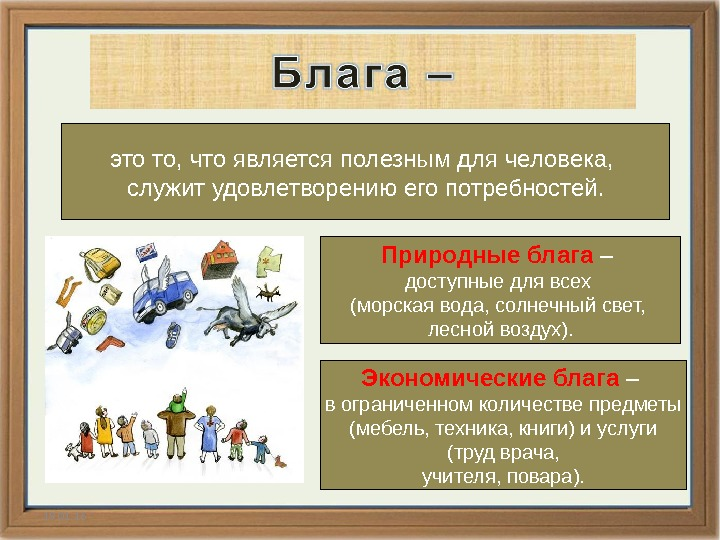 Блага –
это то, что является полезным для человека,
служит удовлетворению его потребностей.
Природные блага –
доступные для всех
(морская вода, солнечный свет,
лесной воздух).
Экономические блага –
в ограниченном количестве предметы
(мебель, техника, книги) и услуги
(труд врача,
учителя, повара).